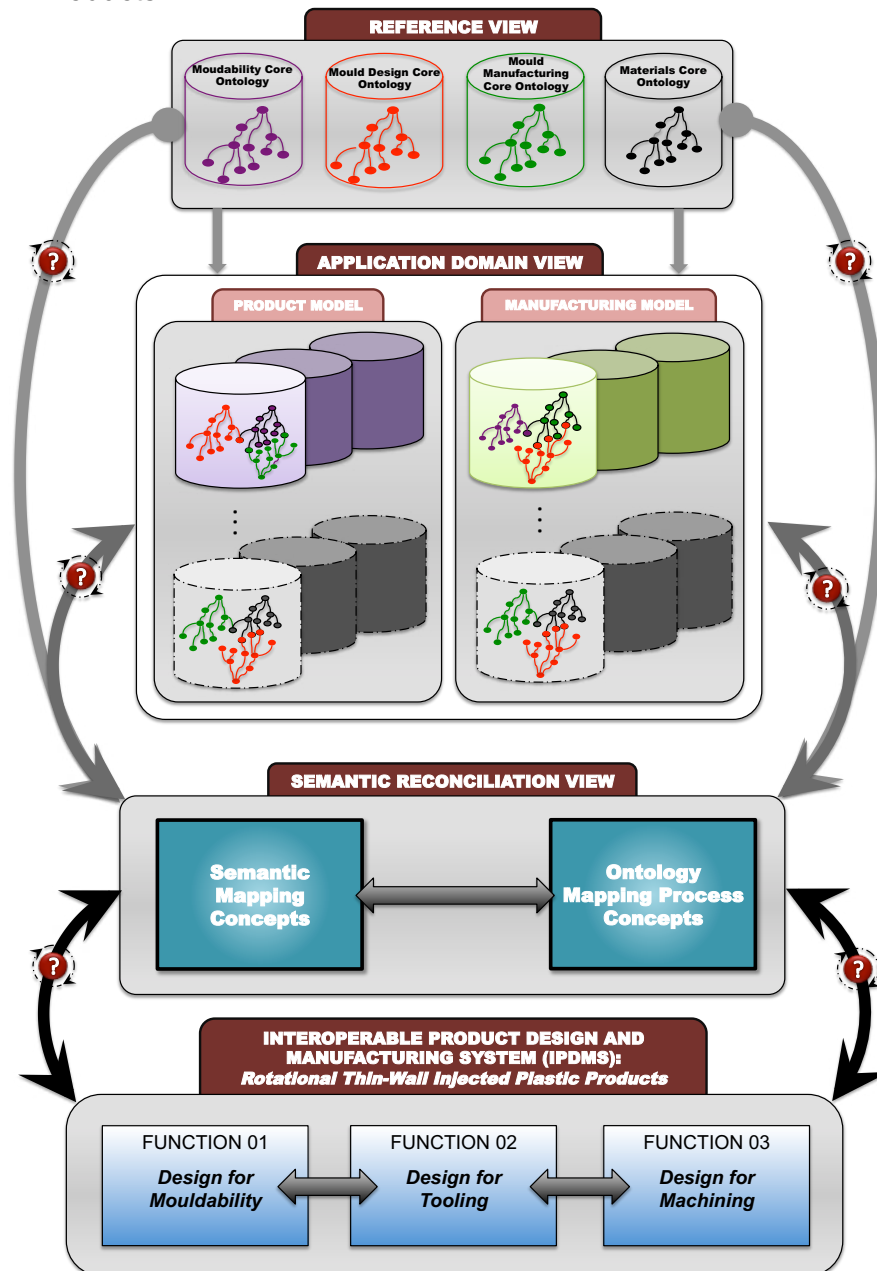 REFERENCE VIEW
Moudability Core
Ontology
Mould Design Core
Ontology
Mould
Manufacturing
Core Ontology
Materials Core
Ontology
?
?
APPLICATION DOMAIN VIEW
PRODUCT MODEL
MANUFACTURING MODEL
...
...
?
?
SEMANTIC RECONCILIATION VIEW
Semantic
Mapping
Concepts
Ontology
Mapping Process
Concepts
?
?
INTEROPERABLE PRODUCT DESIGN AND
MANUFACTURING SYSTEM (IPDMS):
Rotational Thin-Wall Injected Plastic Products
FUNCTION 01
Design for
Mouldability
FUNCTION 02
Design for
Tooling
FUNCTION 03
Design for
Machining